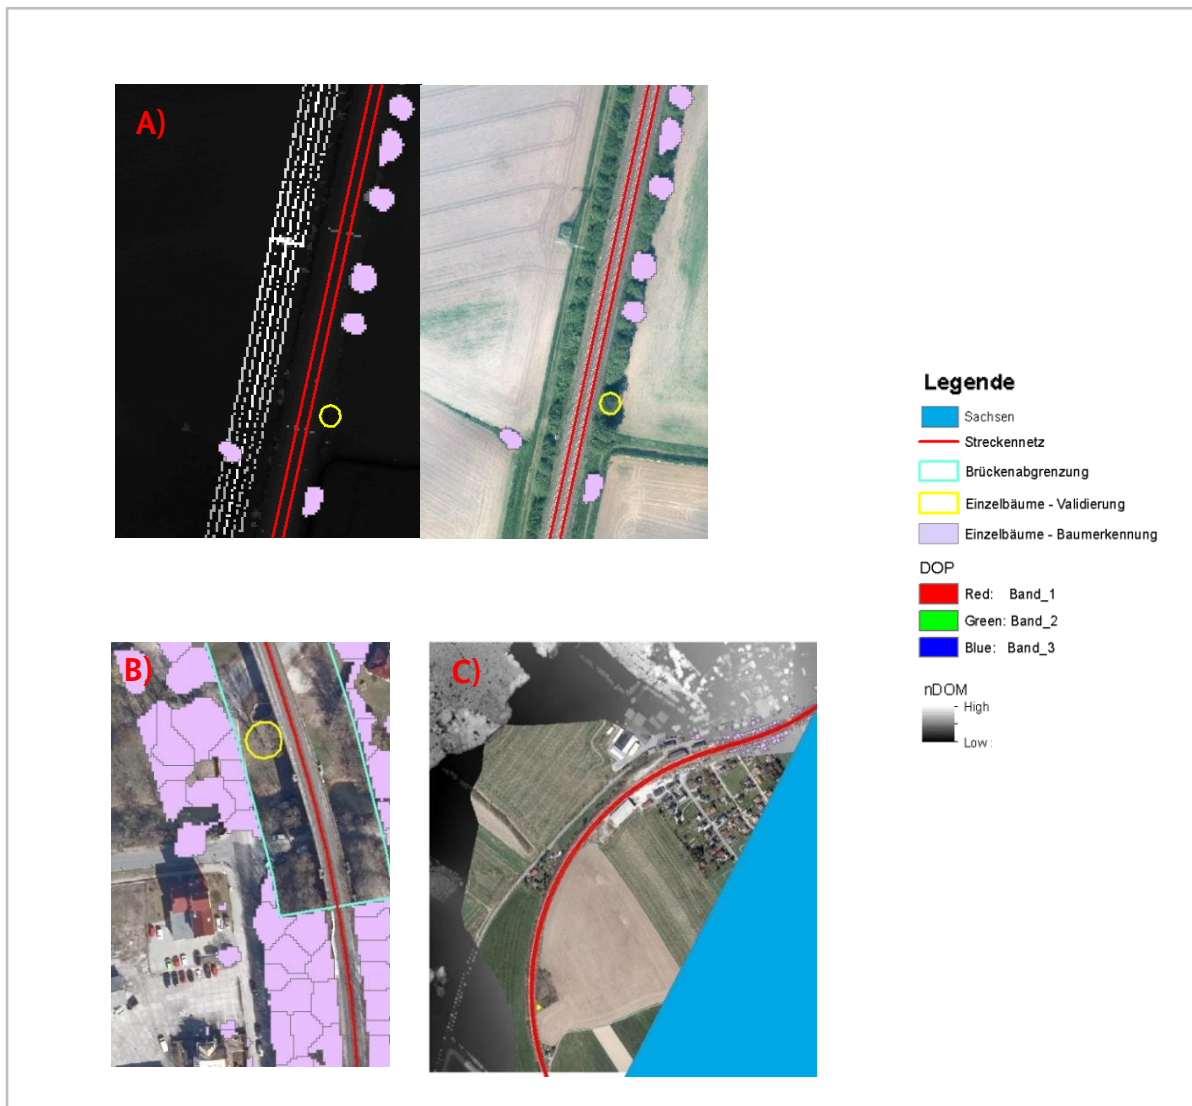 A)
B)
C)
Legende
Sachsen
Streckennetz
Brückenabgrenzung
Einzelbäume - Validierung
Einzelbäume - Baumerkennung
DOP
Red: Band_1
Green: Band_2
Blue: Band_3
nDOM
High
Low :